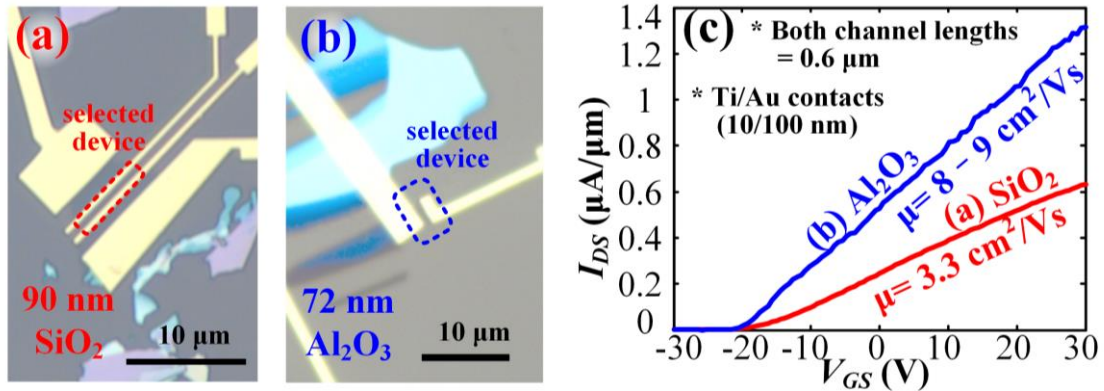 (a)
selected
device
90 nm
SiO₂
10 μm
(b)
selected
device
72 nm
Al₂O₃
10 μm
(c)
* Both channel lengths
= 0.6 μm
* Ti/Au contacts
(10/100 nm)
(b) Al₂O₃
μ= 8 – 9 cm²/Vs
(a) SiO₂
μ= 3.3 cm²/Vs
I_DS (μA/μm)
1.4
1.2
1
0.8
0.6
0.4
0.2
0
-30 -20 -10 0 10 20 30
V_GS (V)